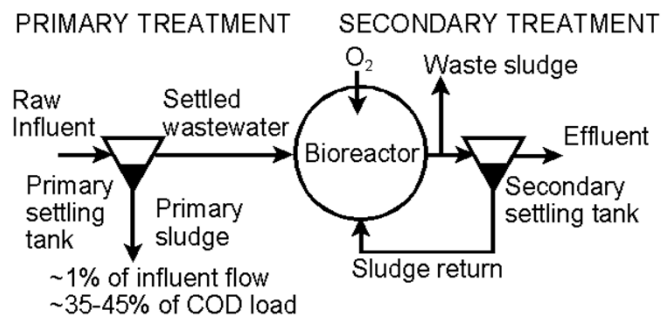 PRIMARY TREATMENT
SECONDARY TREATMENT
O2
Waste sludge
Raw
Influent
Settled
wastewater
Bioreactor
Effluent
Primary
settling
tank
Primary
sludge
Secondary
settling tank
Sludge return
~1% of influent flow
~35-45% of COD load